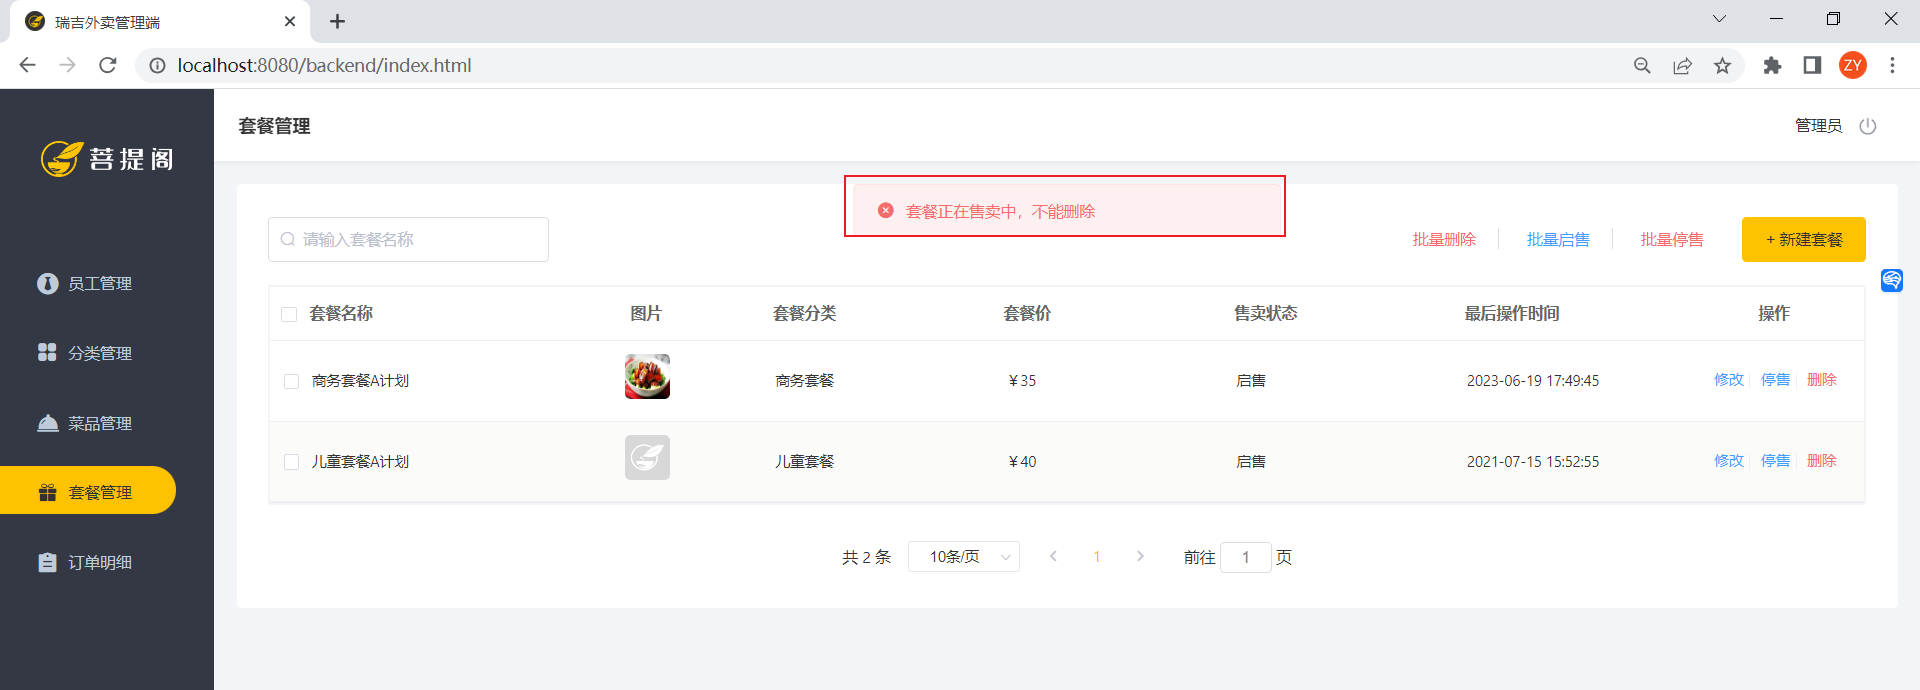 瑞吉外卖管理端
localhost:8080/backend/index.html
ZY
菩提阁
套餐管理
管理员
套餐正在售卖中，不能删除
请输入套餐名称
批量删除
批量启售
批量停售
+ 新建套餐
员工管理
分类管理
菜品管理
套餐管理
订单明细
套餐名称 图片 套餐分类 套餐价 售卖状态 最后操作时间 操作
商务套餐A计划 商务套餐 ￥35 启售 2023-06-19 17:49:45 修改 停售 删除
儿童套餐A计划 儿童套餐 ￥40 启售 2021-07-15 15:52:55 修改 停售 删除
共 2 条 10条/页 1 前往 1 页